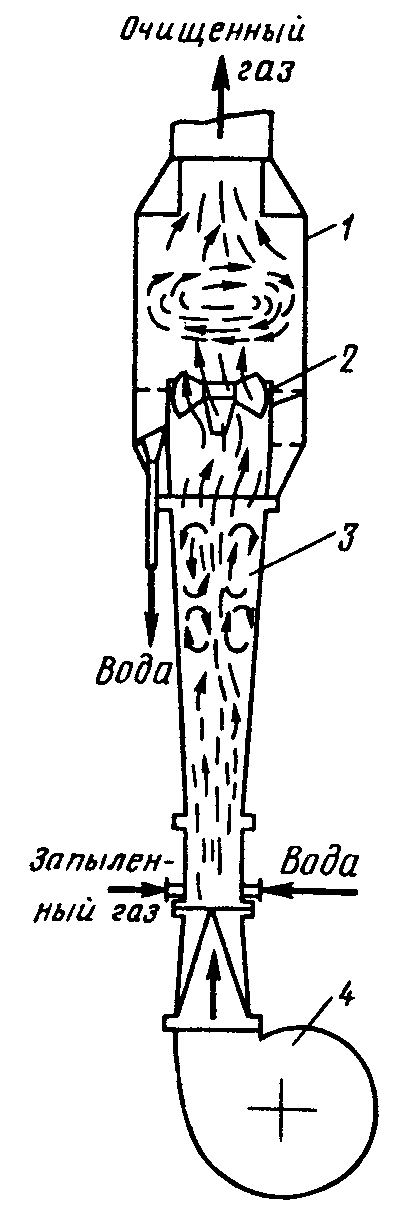 Очищенный
газ
1
2
3
Вода
Запылен-
ный газ
Вода
4